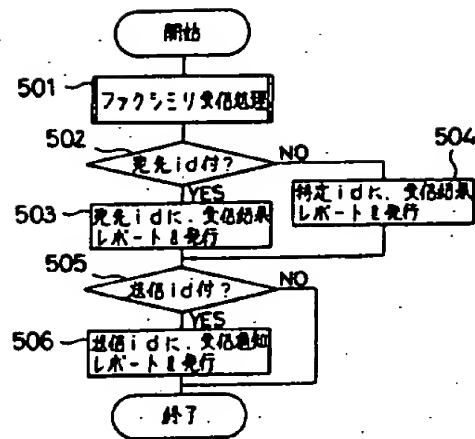 開始
501
ファクシミリ受信処理
502
宛先id付?
NO
504
YES
503
宛先idに、受信結果
レポートを発行
特定idに、受信結果
レポートを発行
505
送信id付?
NO
YES
506
送信idに、受信通知
レポートを発行
終了